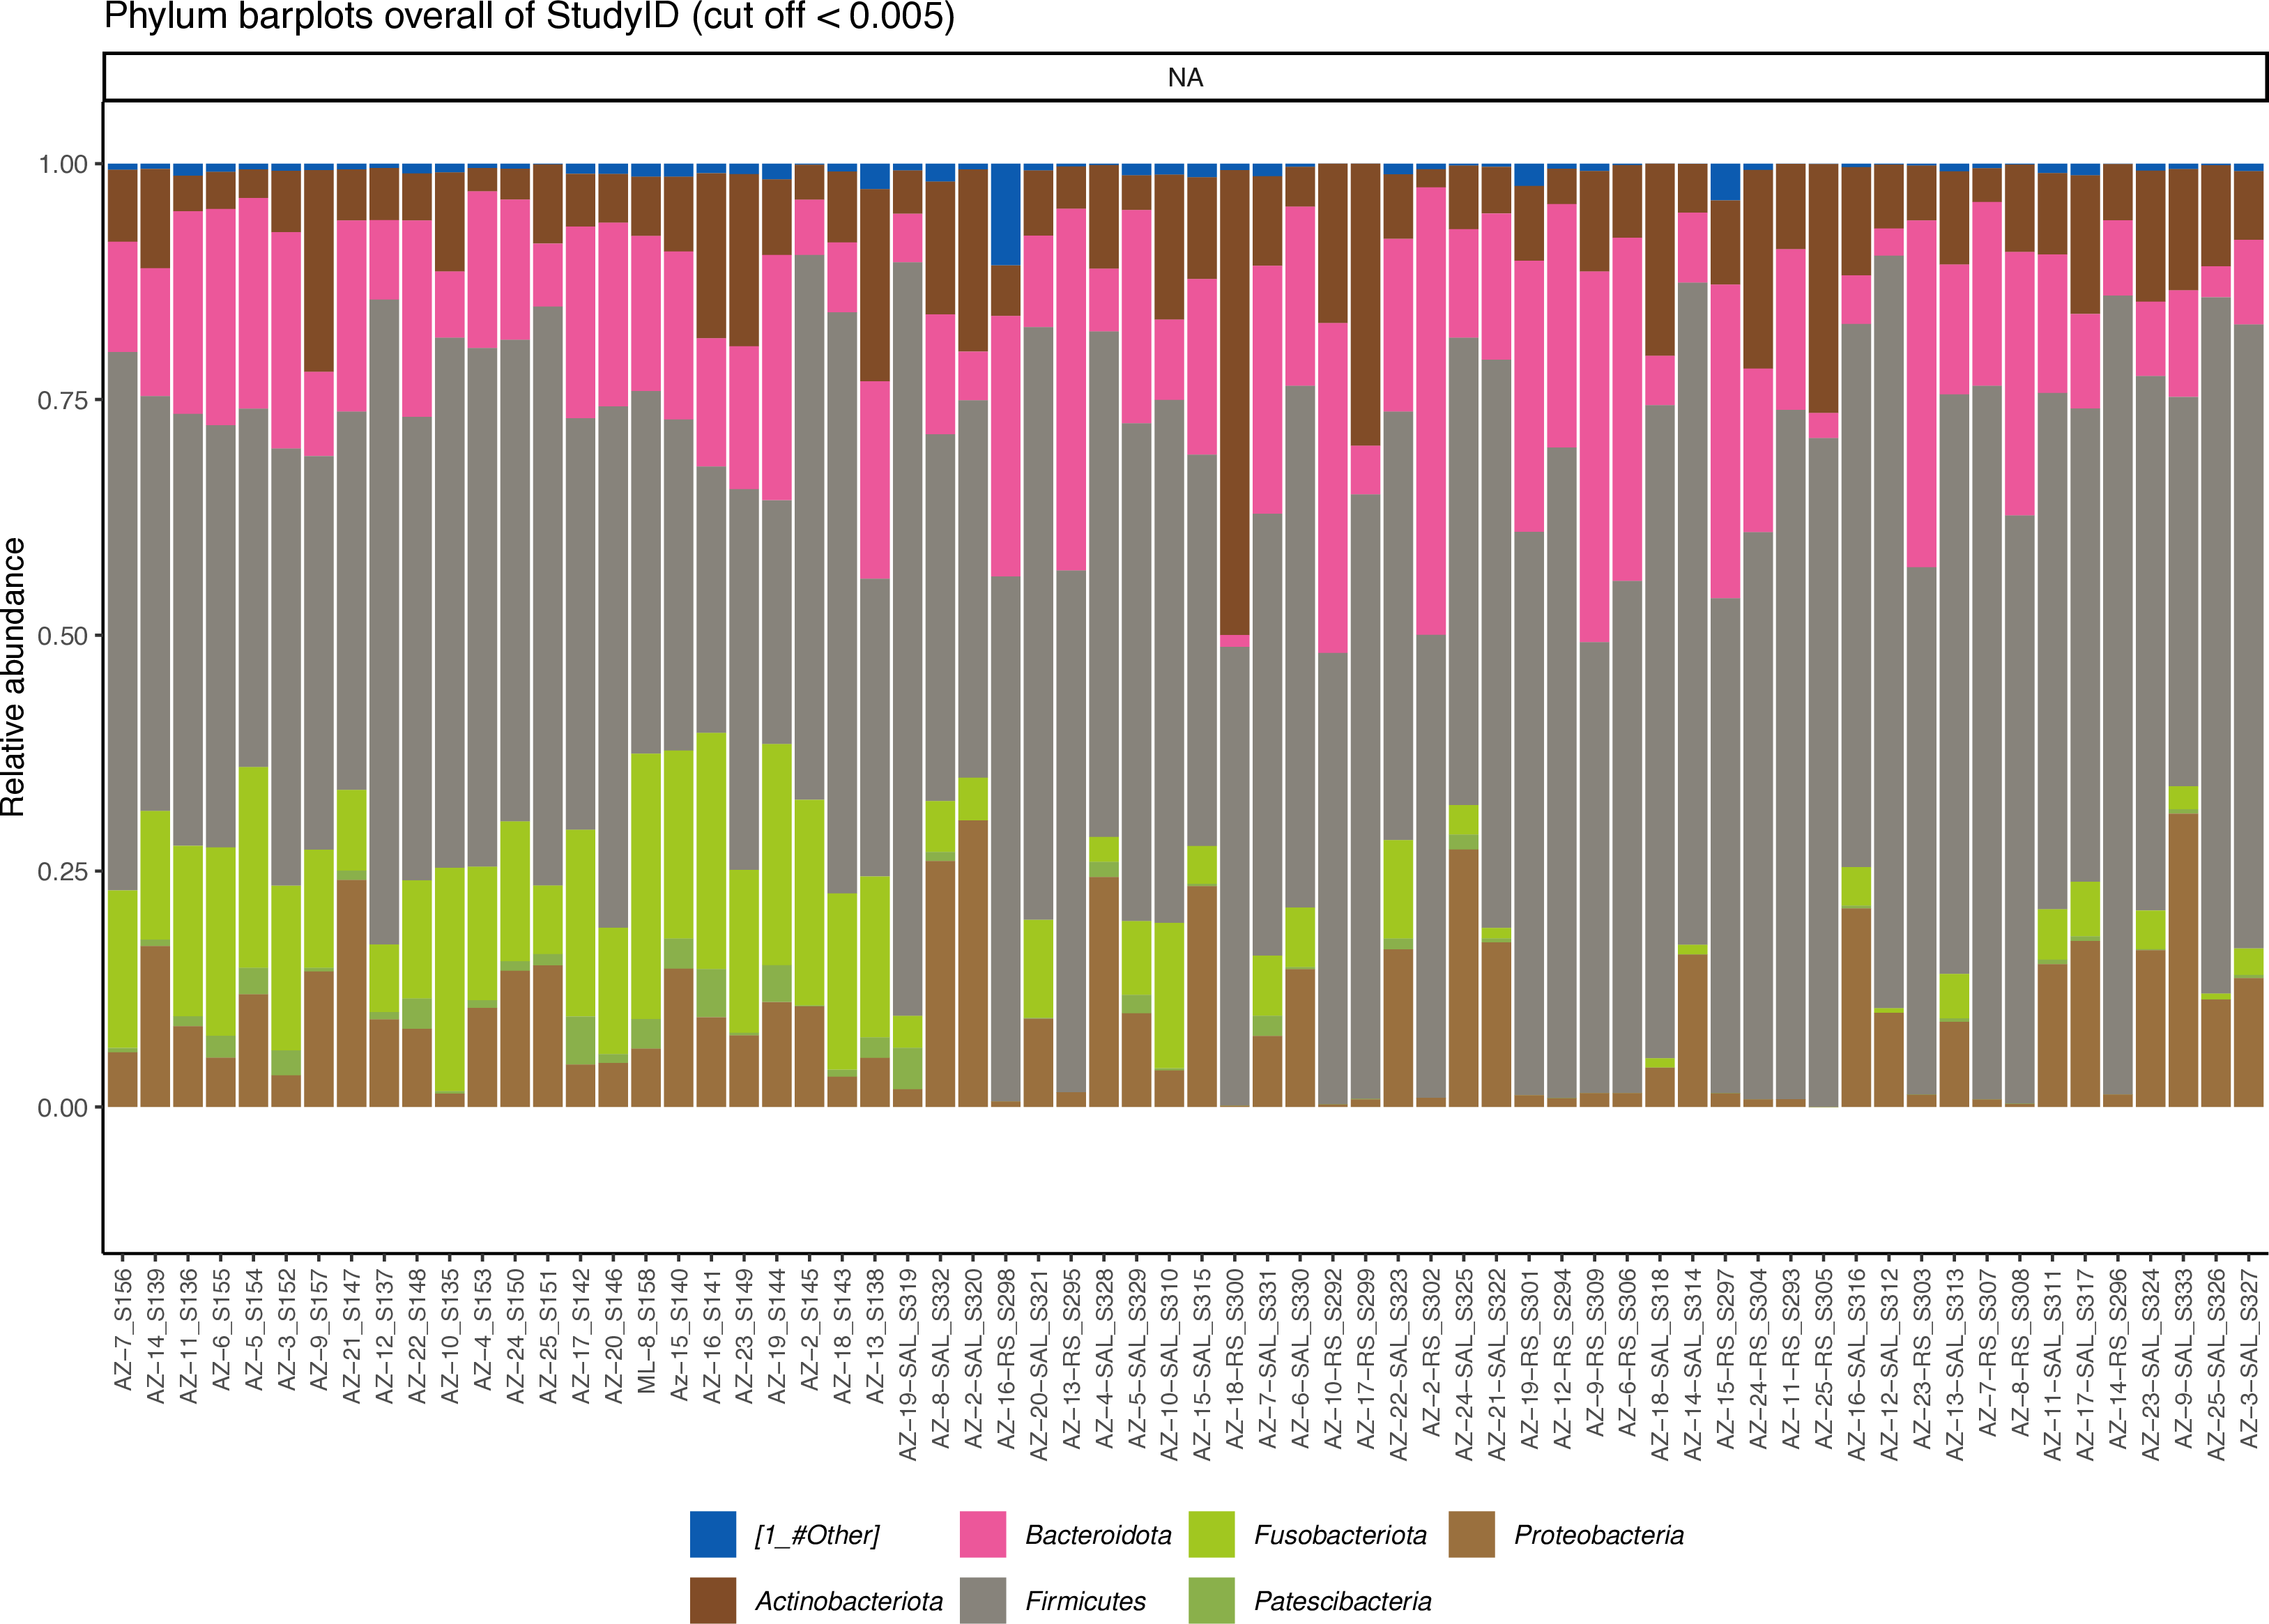 Phylum barplots overall of StudyID (cut off < 0.005)
NA
1.00
0.75
0.50
0.25
0.00
Relative abundance
AZ−7_S156
AZ−14_S139
AZ−11_S136
AZ−6_S155
AZ−5_S154
AZ−3_S152
AZ−9_S157
AZ−21_S147
AZ−12_S137
AZ−22_S148
AZ−10_S135
AZ−4_S153
AZ−24_S150
AZ−25_S151
AZ−17_S142
AZ−20_S146
ML−8_S158
Az−15_S140
AZ−16_S141
AZ−23_S149
AZ−19_S144
AZ−2_S145
AZ−18_S143
AZ−13_S138
AZ−19−SAL_S319
AZ−8−SAL_S332
AZ−2−SAL_S320
AZ−16−RS_S298
AZ−20−SAL_S321
AZ−13−RS_S295
AZ−4−SAL_S328
AZ−5−SAL_S329
AZ−10−SAL_S310
AZ−15−SAL_S315
AZ−18−RS_S300
AZ−7−SAL_S331
AZ−6−SAL_S330
AZ−10−RS_S292
AZ−17−RS_S299
AZ−22−SAL_S323
AZ−2−RS_S302
AZ−24−SAL_S325
AZ−21−SAL_S322
AZ−19−RS_S301
AZ−12−RS_S294
AZ−9−RS_S309
AZ−6−RS_S306
AZ−18−SAL_S318
AZ−14−SAL_S314
AZ−15−RS_S297
AZ−24−RS_S304
AZ−11−RS_S293
AZ−25−RS_S305
AZ−16−SAL_S316
AZ−12−SAL_S312
AZ−23−RS_S303
AZ−13−SAL_S313
AZ−7−RS_S307
AZ−8−RS_S308
AZ−11−SAL_S311
AZ−17−SAL_S317
AZ−14−RS_S296
AZ−23−SAL_S324
AZ−9−SAL_S333
AZ−25−SAL_S326
AZ−3−SAL_S327
[1_#Other] Bacteroidota Fusobacteriota Proteobacteria
Actinobacteriota Firmicutes Patescibacteria